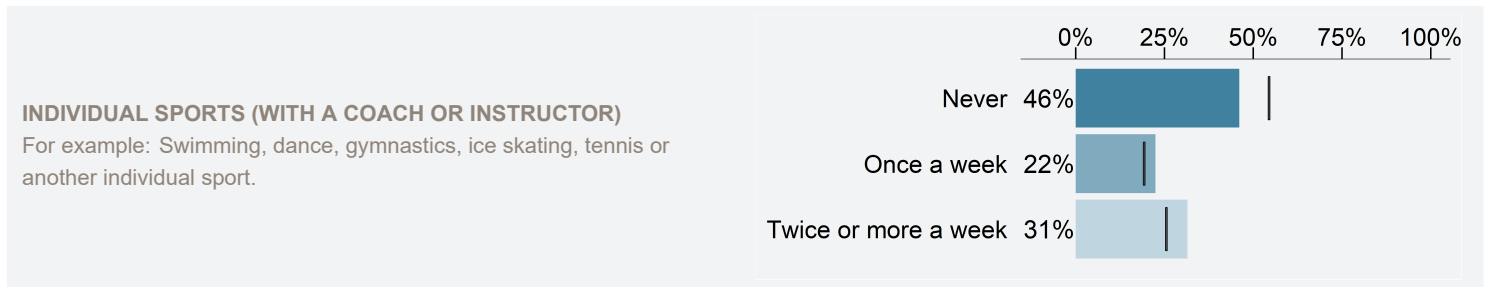 INDIVIDUAL SPORTS (WITH A COACH OR INSTRUCTOR)
For example: Swimming, dance, gymnastics, ice skating, tennis or
another individual sport.
0% 25% 50% 75% 100%
Never 46%
Once a week 22%
Twice or more a week 31%